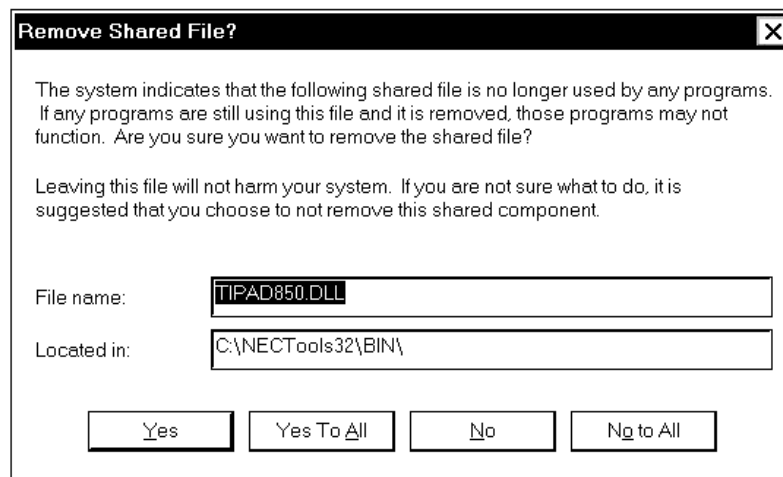 Remove Shared File?
The system indicates that the following shared file is no longer used by any programs.
If any programs are still using this file and it is removed, those programs may not
function. Are you sure you want to remove the shared file?
Leaving this file will not harm your system. If you are not sure what to do, it is
suggested that you choose to not remove this shared component.
File name: TIPAD850.DLL
Located in: C:\NECTools32\BIN\
Yes Yes To All No No to All